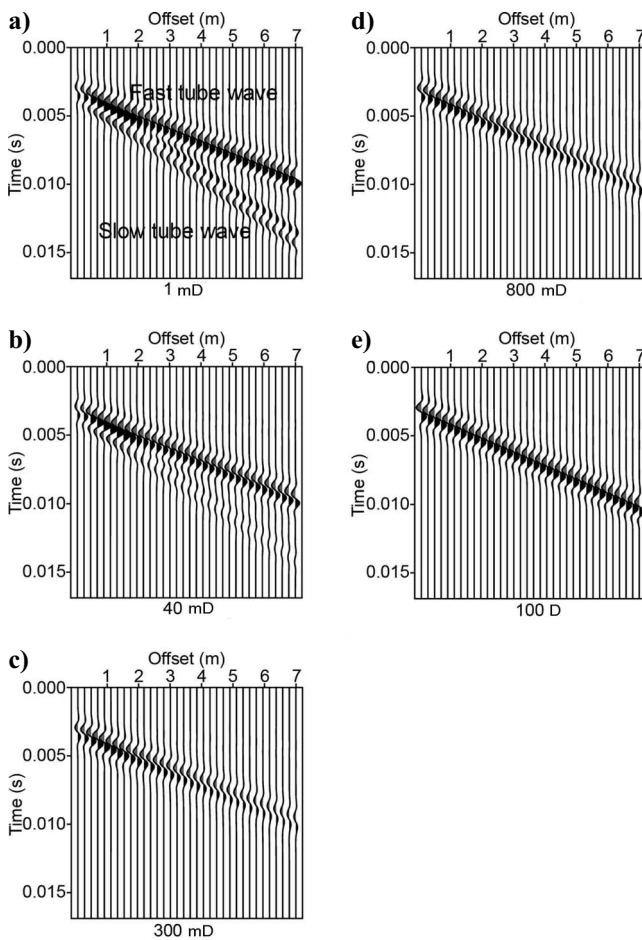 a)
Offset (m)
1 2 3 4 5 6 7
0.000
0.005
0.010
0.015
Time (s)
Fast tube wave
Slow tube wave
1 mD
b)
Offset (m)
1 2 3 4 5 6 7
0.000
0.005
0.010
0.015
Time (s)
40 mD
c)
Offset (m)
1 2 3 4 5 6 7
0.000
0.005
0.010
0.015
Time (s)
300 mD
d)
Offset (m)
1 2 3 4 5 6 7
0.000
0.005
0.010
0.015
Time (s)
800 mD
e)
Offset (m)
1 2 3 4 5 6 7
0.000
0.005
0.010
0.015
Time (s)
100 D